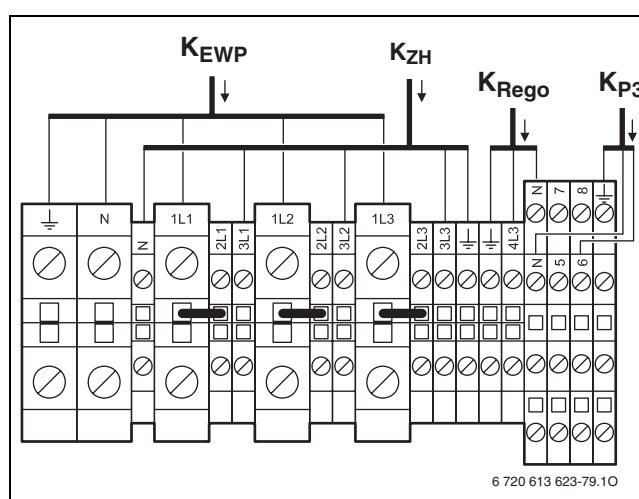 KEWP
KZH
KRego
KP3
N
7
8
N
1L1
1L2
1L3
N
2L1
3L1
2L2
3L2
2L3
3L3
4L3
N
5
6
6 720 613 623-79.1O